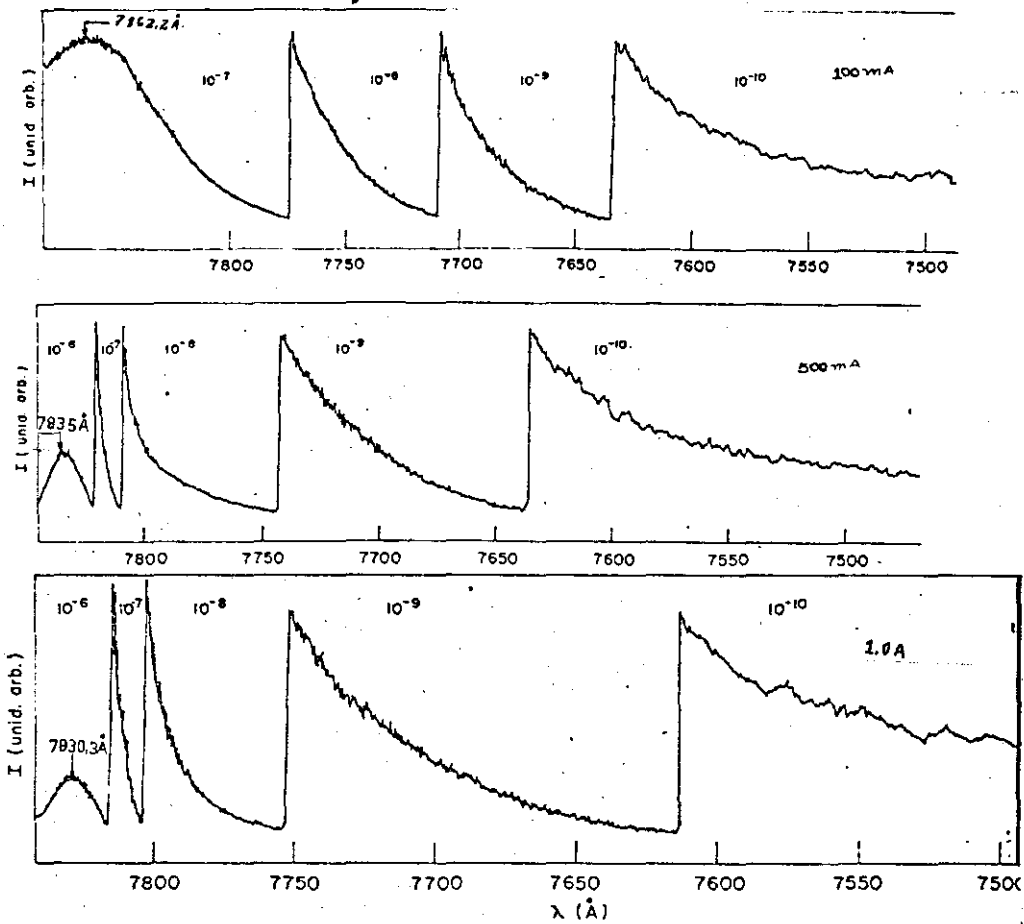 7862,2Å
10⁻⁷ 10⁻⁸ 10⁻⁹ 10⁻¹⁰ 100 mA
I (unid arb.)
7800 7750 7700 7650 7600 7550 7500
10⁻⁶ 10⁻⁷ 10⁻⁸ 10⁻⁹ 10⁻¹⁰ 500 mA
7835Å
I (unid arb.)
7800 7750 7700 7650 7600 7550 7500
10⁻⁶ 10⁻⁷ 10⁻⁸ 10⁻⁹ 10⁻¹⁰
1.0A
7830,3Å
I (unid. arb.)
7800 7750 7700 7650 7600 7550 7500
λ (Å)